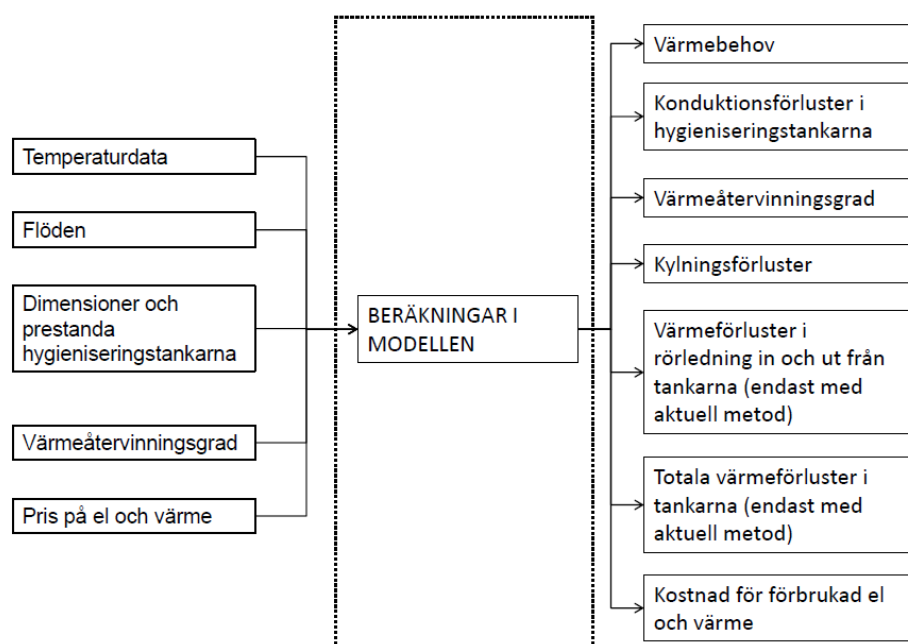 Temperaturdata
Flöden
Dimensioner och
prestanda
hygieniseringstankarna
Värmeåtervinningsgrad
Pris på el och värme
BERÄKNINGAR I
MODELLEN
Värmebehov
Konduktionsförluster i
hygieniseringstankarna
Värmeåtervinningsgrad
Kylningsförluster
Värmeförluster i
rörledning in och ut från
tankarna (endast med
aktuell metod)
Totala värmeförluster i
tankarna (endast med
aktuell metod)
Kostnad för förbrukad el
och värme